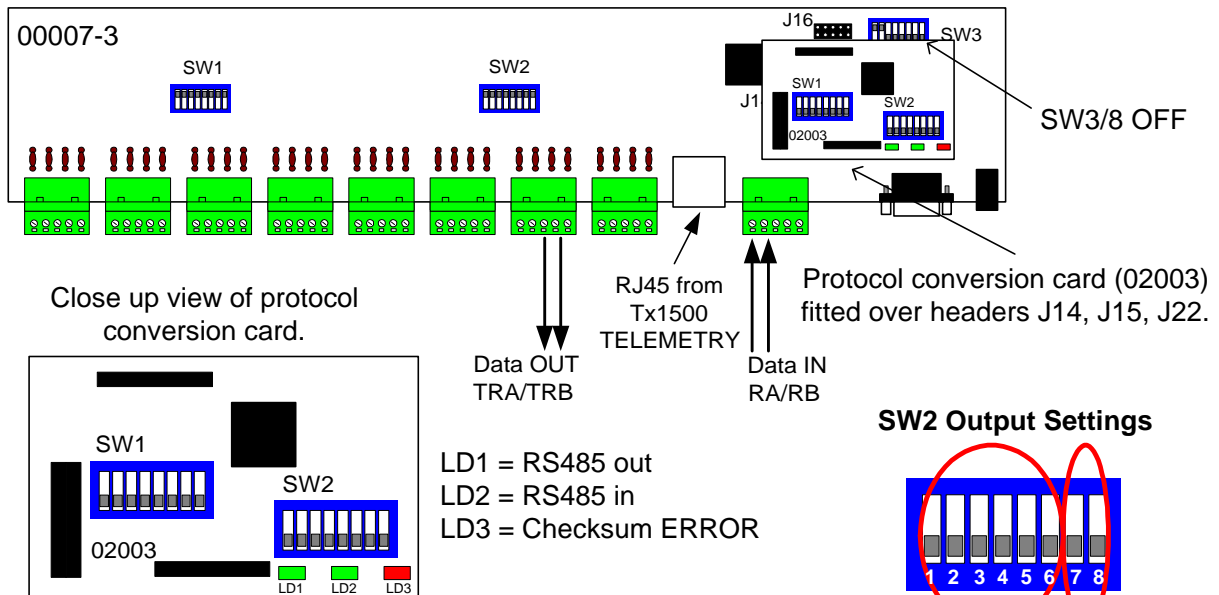 00007-3
SW1
SW2
J16
SW3
J1
SW1
SW2
02003
SW3/8 OFF
Close up view of protocol
conversion card.
Data OUT
TRA/TRB
RJ45 from
Tx1500
TELEMETRY
Data IN
RA/RB
Protocol conversion card (02003)
fitted over headers J14, J15, J22.
SW1
SW2
02003
LD1 LD2 LD3
LD1 = RS485 out
LD2 = RS485 in
LD3 = Checksum ERROR
SW2 Output Settings
1 2 3 4 5 6 7 8